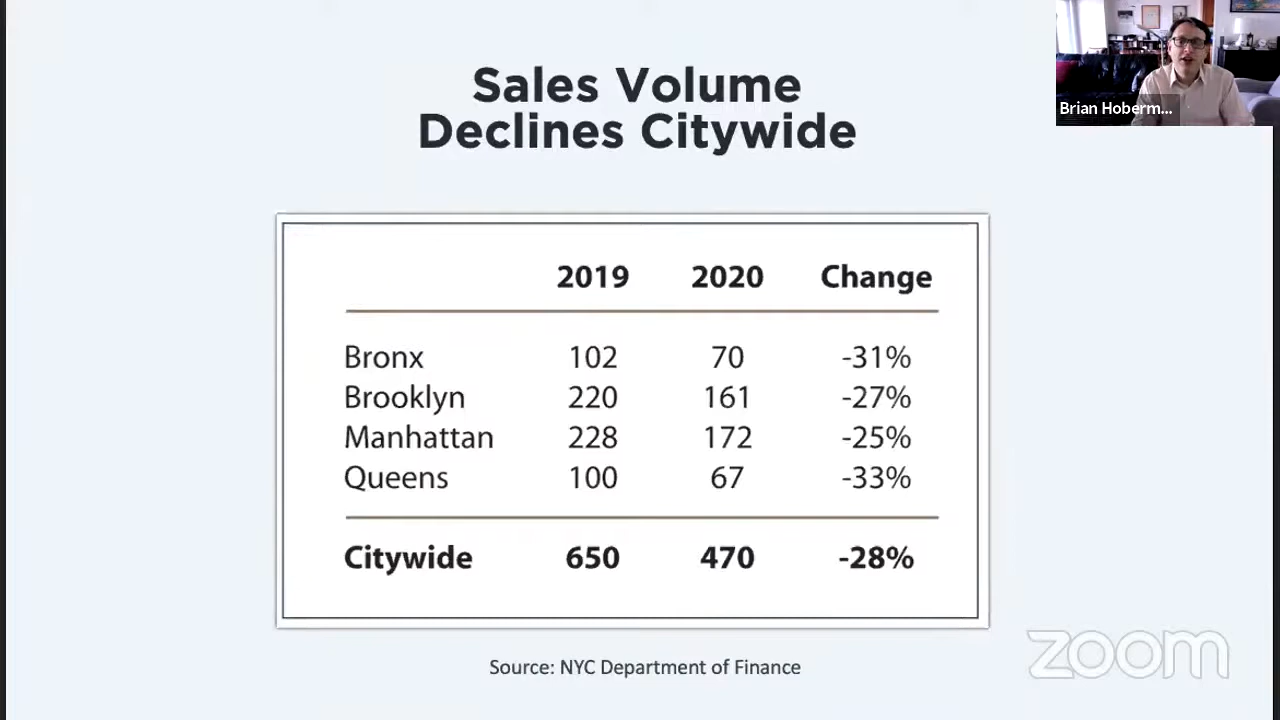 Sales Volume
Declines Citywide
Brian Hoberm...
2019 2020 Change
Bronx 102 70 -31%
Brooklyn 220 161 -27%
Manhattan 228 172 -25%
Queens 100 67 -33%
Citywide 650 470 -28%
Source: NYC Department of Finance
zoom